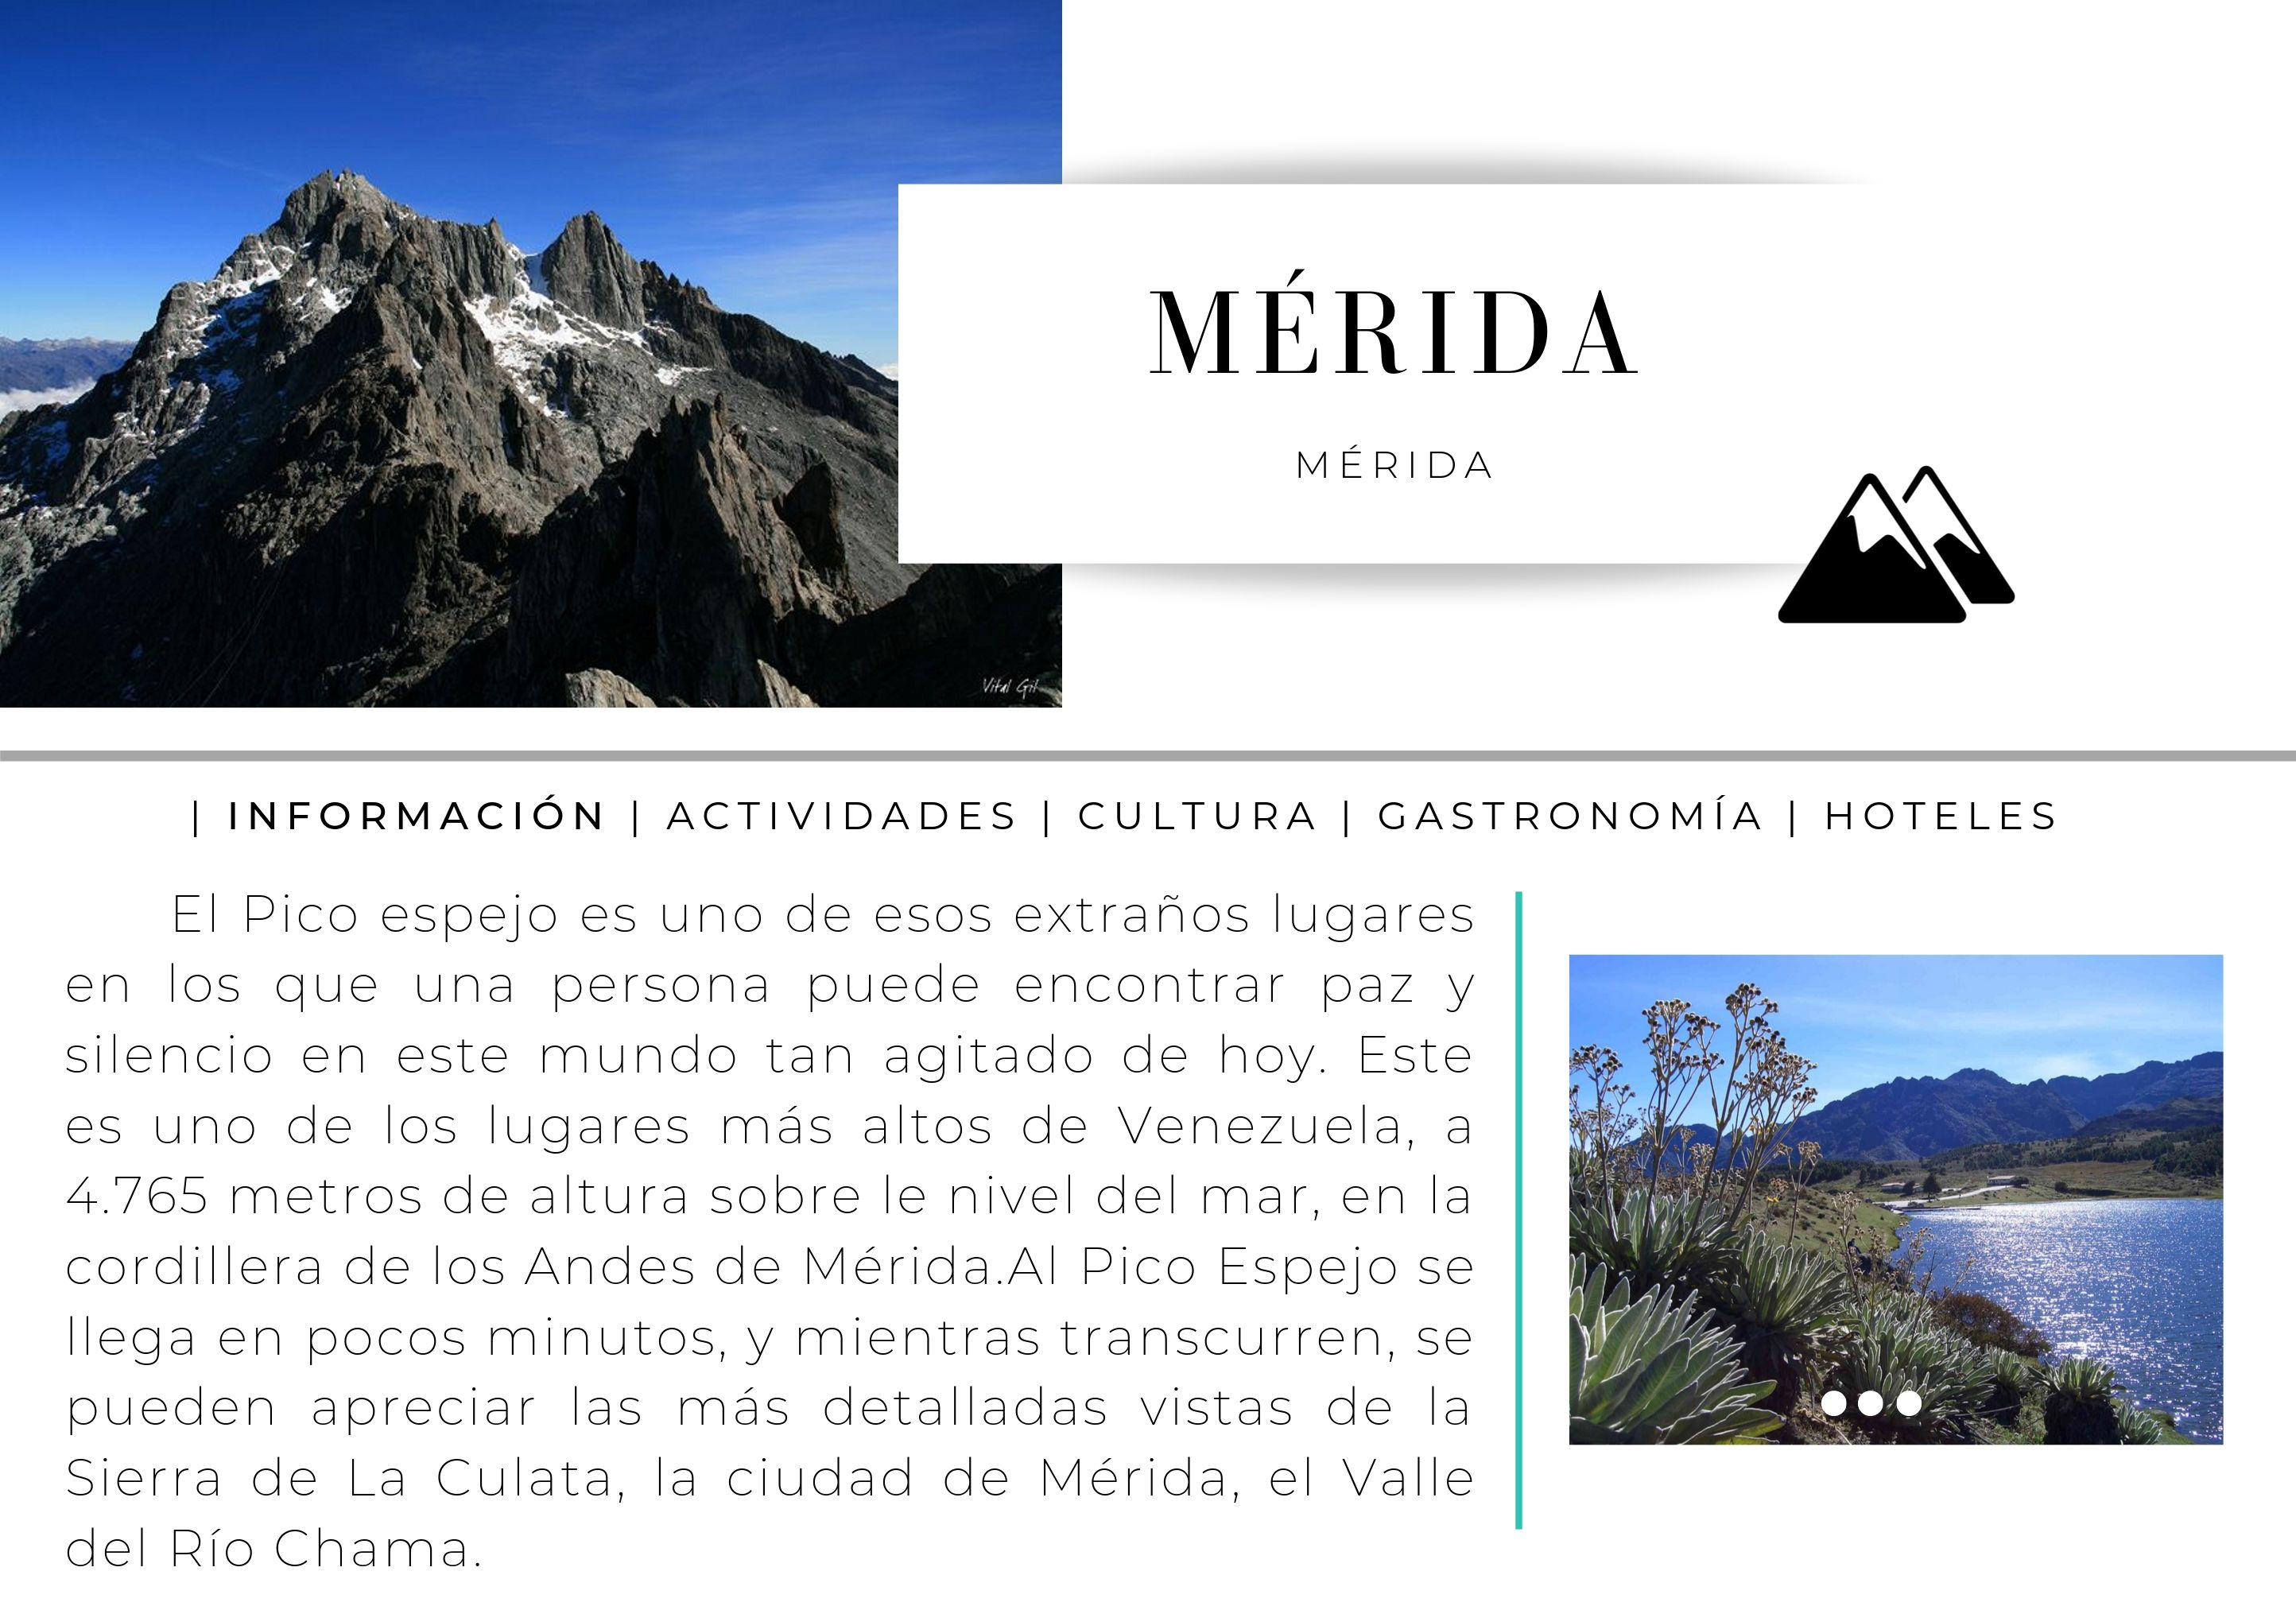 MÉRIDA
MÉRIDA
Vital Gil
| INFORMACIÓN | ACTIVIDADES | CULTURA | GASTRONOMÍA | HOTELES
El Pico espejo es uno de esos extraños lugares
en los que una persona puede encontrar paz y
silencio en este mundo tan agitado de hoy. Este
es uno de los lugares más altos de Venezuela, a
4.765 metros de altura sobre le nivel del mar, en la
cordillera de los Andes de Mérida.Al Pico Espejo se
llega en pocos minutos, y mientras transcurren, se
pueden apreciar las más detalladas vistas de la
Sierra de La Culata, la ciudad de Mérida, el Valle
del Río Chama.